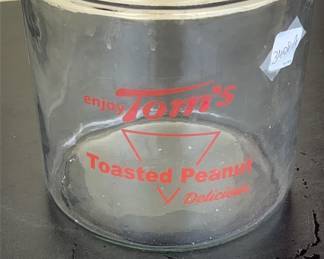 enjoy Tom's
Toasted Peanut
Delicious